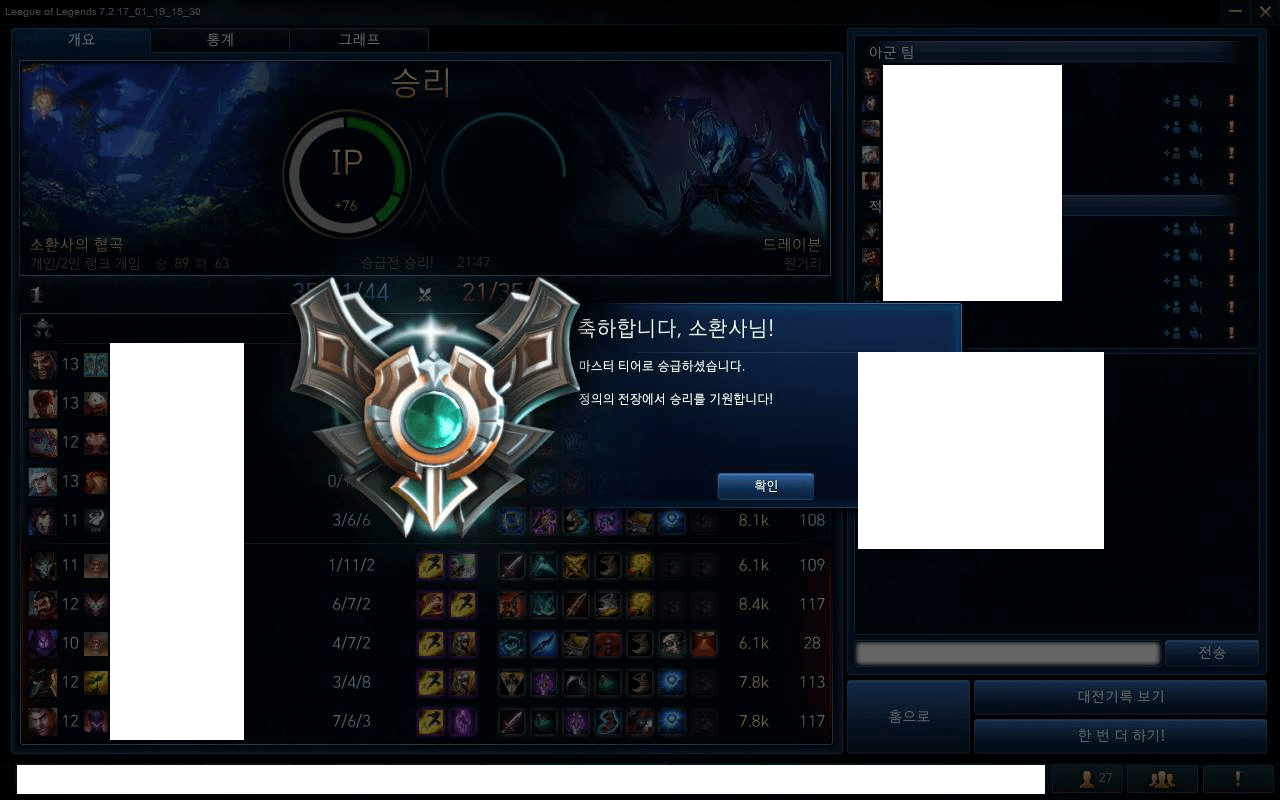 League of Legends 7.2.17_01_19_15_30
개요 통계 그래프
승리
IP
+76
소환사의 협곡
개인/2인 랭크 게임 승 89 패 63
승급전 승리! 21:47
드레이븐
원거리
1
/44 21/35
아군 팀
적
축하합니다, 소환사님!
마스터 티어로 승급하셨습니다.
정의의 전장에서 승리를 기원합니다!
확인
13
13
12
13 0/
11 3/6/6 8.1k 108
11 1/11/2 6.1k 109
12 6/7/2 8.4k 117
10 4/7/2 6.1k 28
12 3/4/8 7.8k 113
12 7/6/3 7.8k 117
전송
홈으로
대전기록 보기
한 번 더 하기!
27